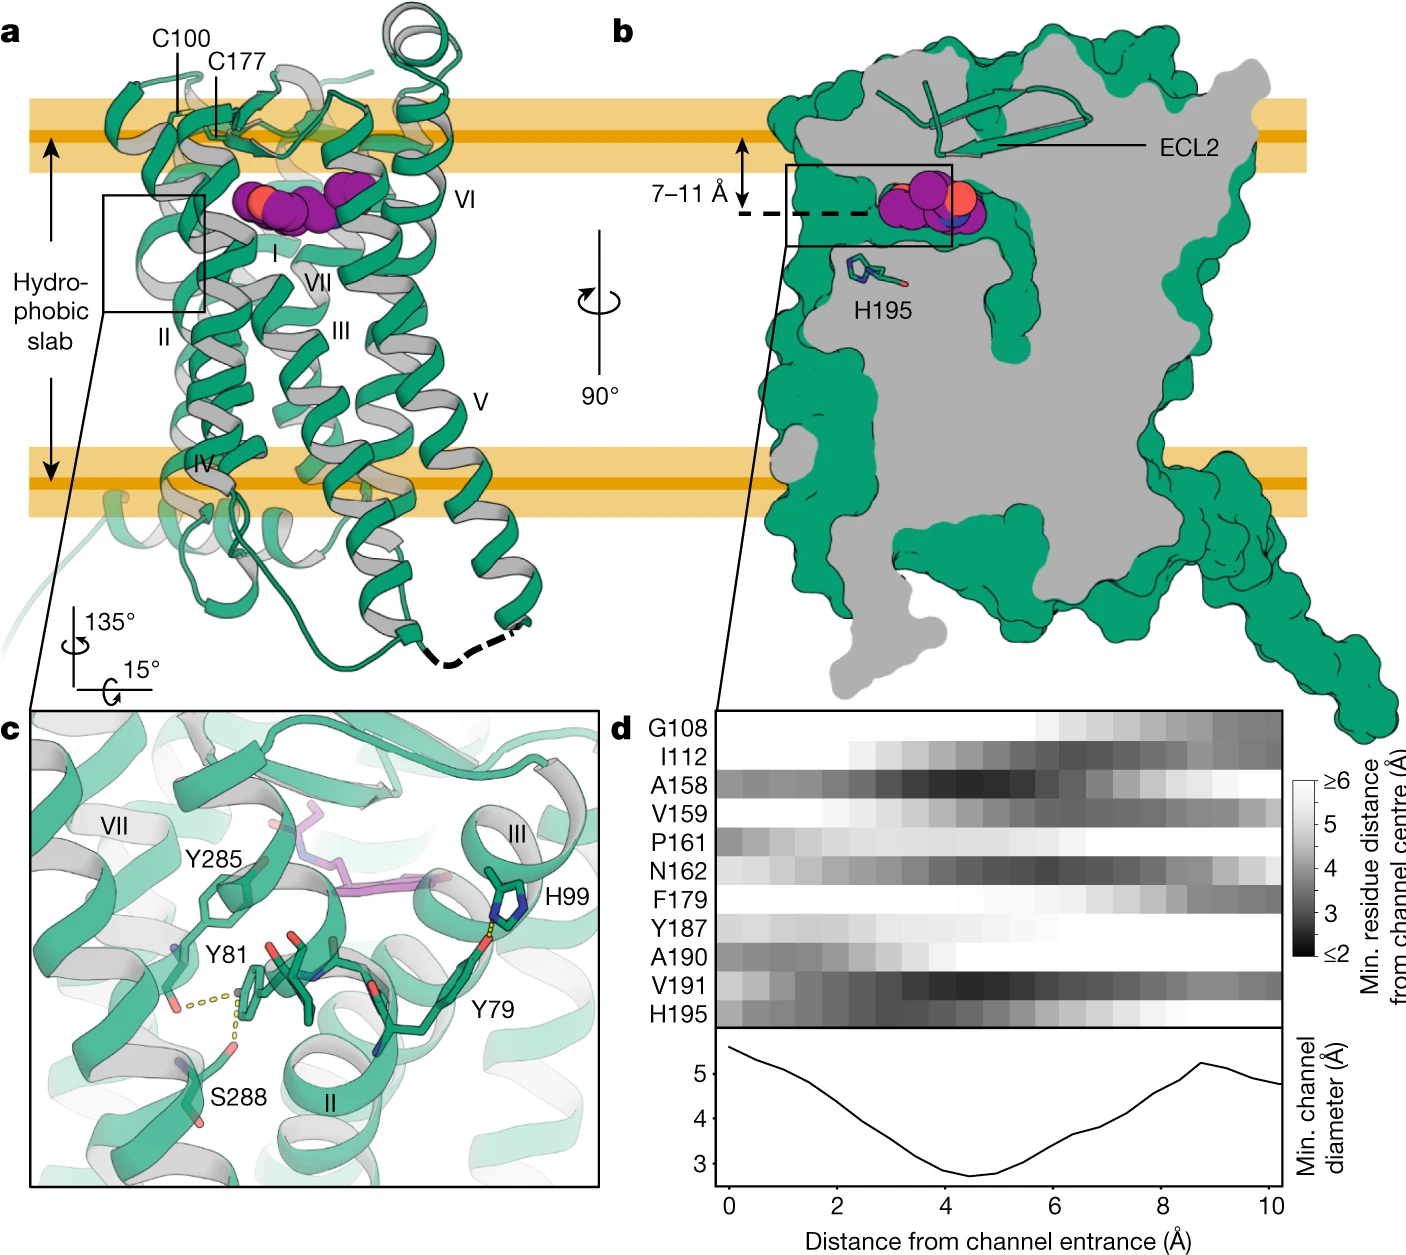 a
C100
C177
VI
I
VII
Hydro-
phobic
slab
II
III
V
IV
135°
15°
90°
b
7–11 Å
ECL2
H195
c
VII
Y285
III
H99
Y81
Y79
S288
II
d
G108
I112
A158
V159
P161
N162
F179
Y187
A190
V191
H195
≥6
5
4
3
≤2
Min. residue distance
from channel centre (Å)
5
4
3
Min. channel
diameter (Å)
0 2 4 6 8 10
Distance from channel entrance (Å)